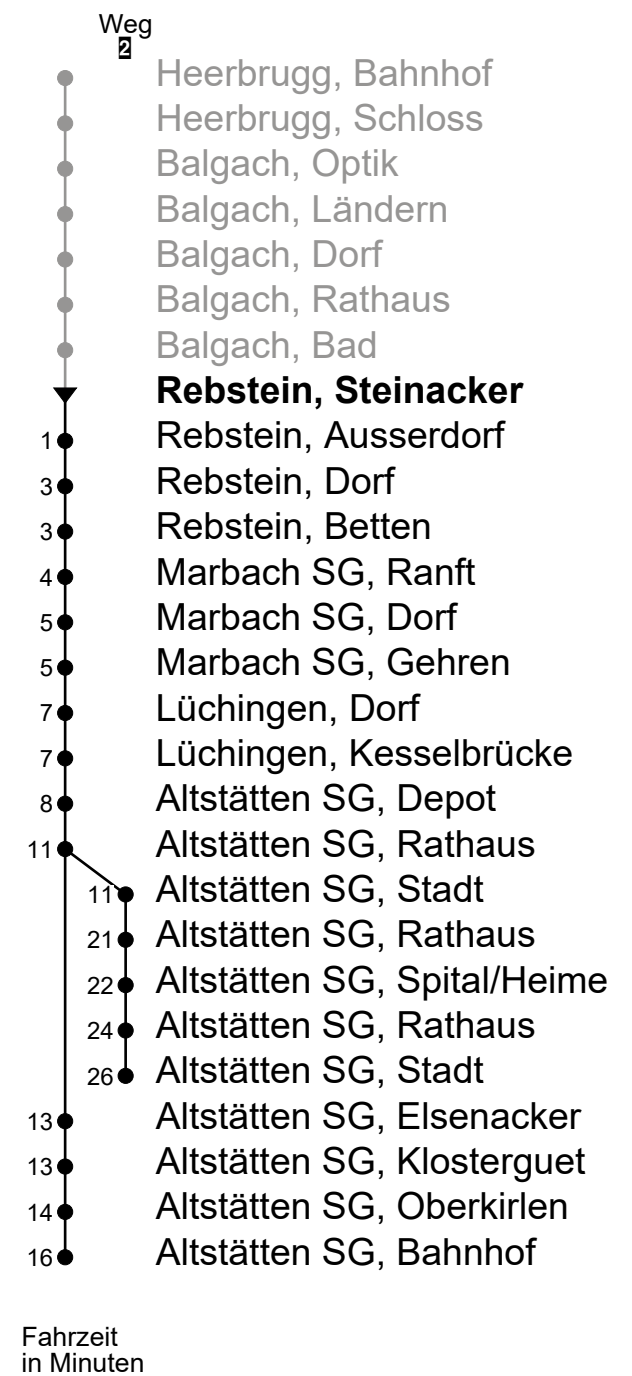 Weg
2
Heerbrugg, Bahnhof
Heerbrugg, Schloss
Balgach, Optik
Balgach, Ländern
Balgach, Dorf
Balgach, Rathaus
Balgach, Bad
Rebstein, Steinacker
1 Rebstein, Ausserdorf
3 Rebstein, Dorf
3 Rebstein, Betten
4 Marbach SG, Ranft
5 Marbach SG, Dorf
5 Marbach SG, Gehren
7 Lüchingen, Dorf
7 Lüchingen, Kesselbrücke
8 Altstätten SG, Depot
11 Altstätten SG, Rathaus
11 Altstätten SG, Stadt
21 Altstätten SG, Rathaus
22 Altstätten SG, Spital/Heime
24 Altstätten SG, Rathaus
26 Altstätten SG, Stadt
13 Altstätten SG, Elsenacker
13 Altstätten SG, Klosterguet
14 Altstätten SG, Oberkirlen
16 Altstätten SG, Bahnhof
Fahrzeit
in Minuten